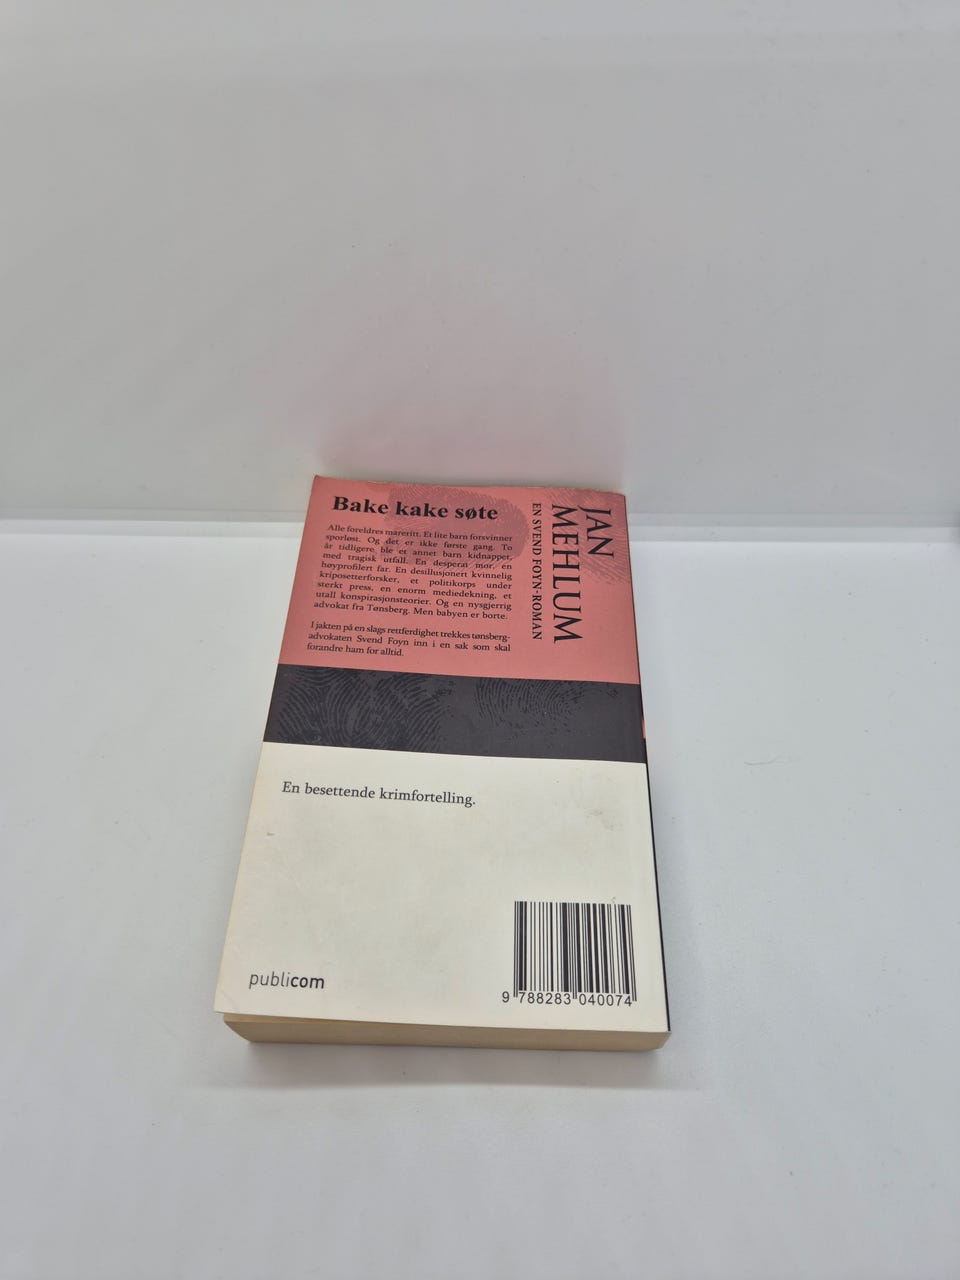 Bake kake søte
Alle foreldres mareritt. Et lite barn forsvinner
sporløst. Og det er ikke første gang. To
år tidligere ble et annet barn kidnappet,
med tragisk utfall. En desperat mor, en
høyprofilert far. En desillusjonert kvinnelig
kriposetterforsker, et politikorps under
sterkt press, en enorm mediedekning, et
utall konspirasjonsteorier. Og en nysgjerrig
advokat fra Tønsberg. Men babyen er borte.
I jakten på en slags rettferdighet trekkes tønsberg-
advokaten Svend Foyn inn i en sak som skal
forandre ham for alltid.
JAN
MEHLUM
EN SVEND FOYN-ROMAN
En besettende krimfortelling.
publicom
9 788283 040074